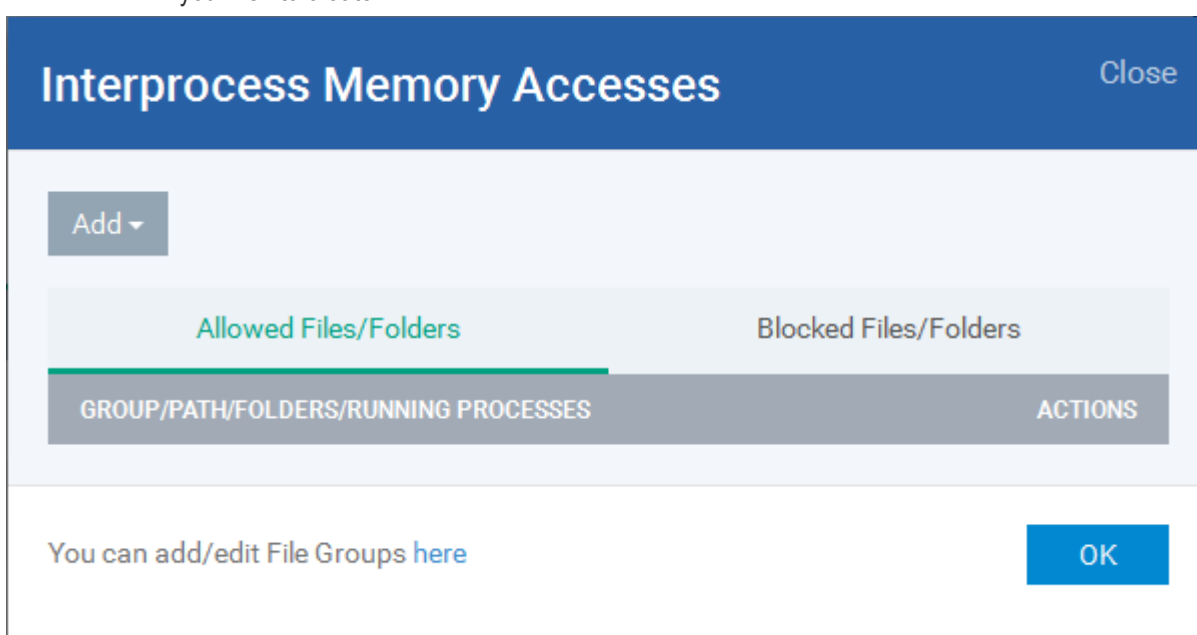 Interprocess Memory Accesses
Close
Add
Allowed Files/Folders
Blocked Files/Folders
GROUP/PATH/FOLDERS/RUNNING PROCESSES
ACTIONS
You can add/edit File Groups here
OK